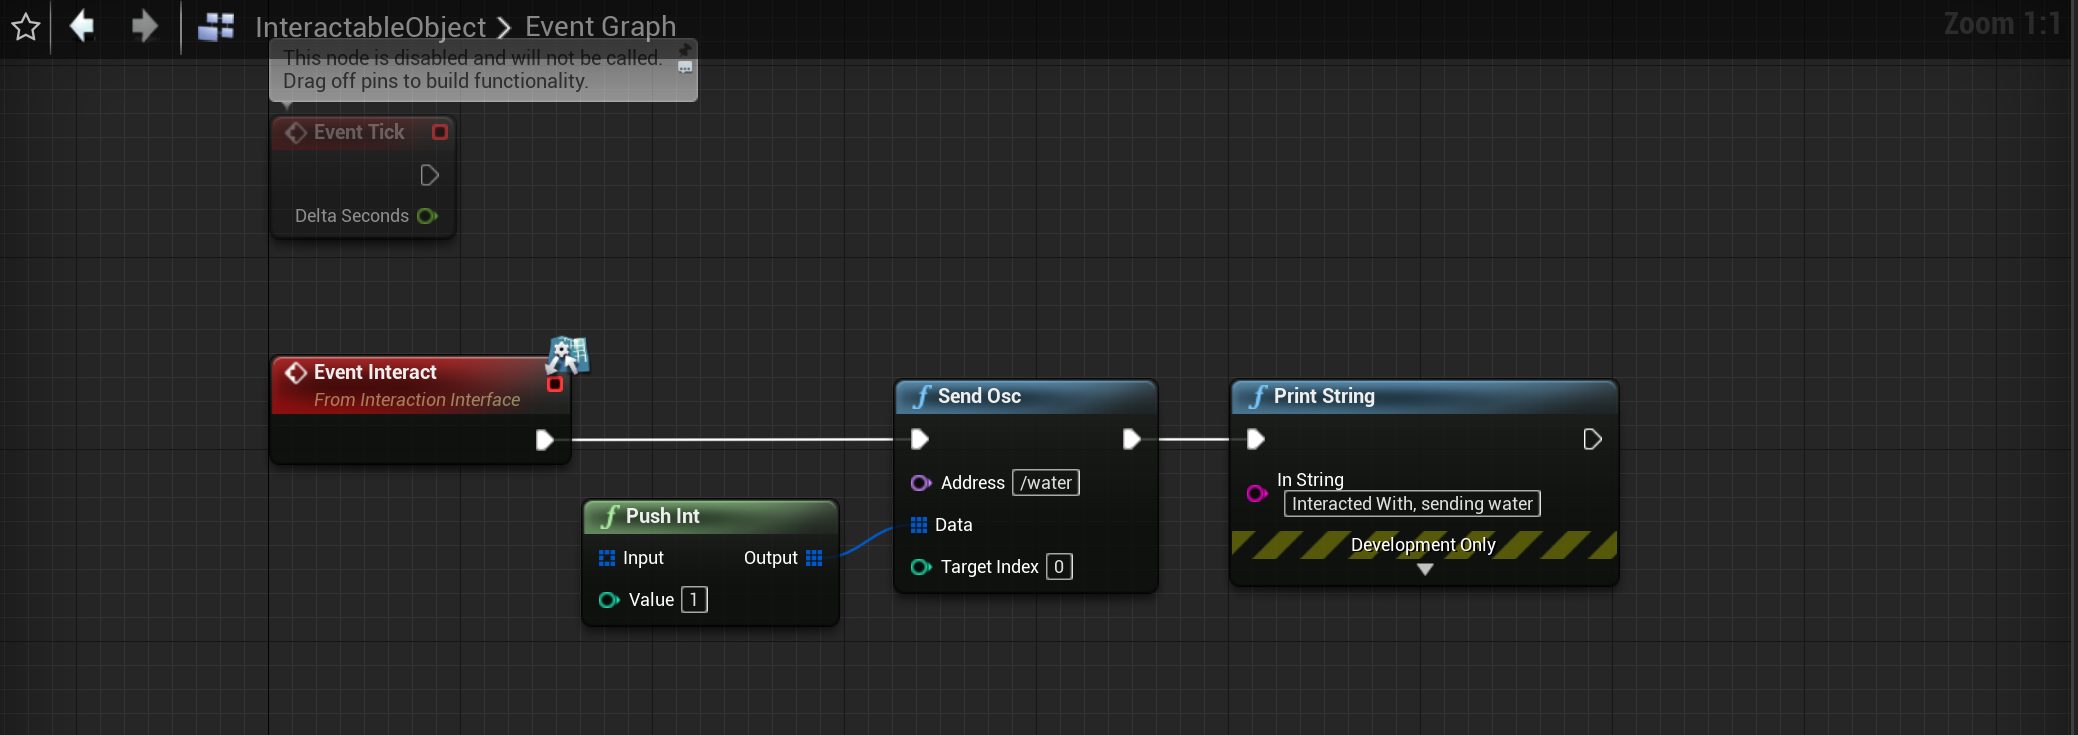 InteractableObject > Event Graph
Zoom 1:1
This node is disabled and will not be called.
Drag off pins to build functionality.
Event Tick
Delta Seconds
Event Interact
From Interaction Interface
Push Int
Input Output
Value 1
Send Osc
Address /water
Data
Target Index 0
Print String
In String
Interacted With, sending water
Development Only